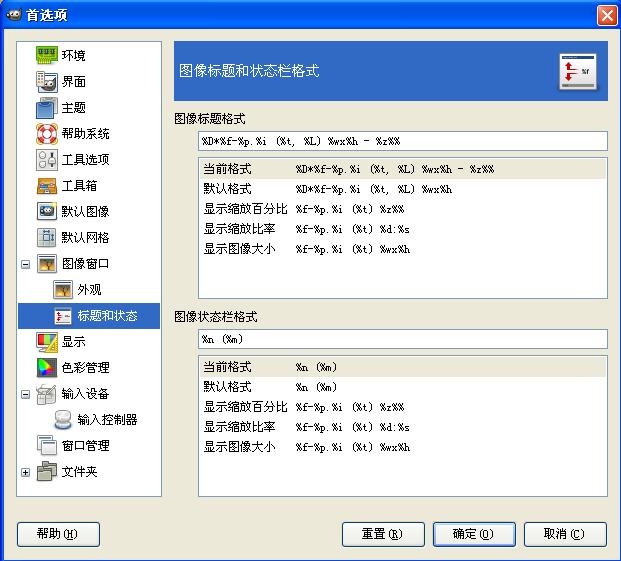 首选项
环境
界面
主题
帮助系统
工具选项
工具箱
默认图像
默认网格
图像窗口
外观
标题和状态
显示
色彩管理
输入设备
输入控制器
窗口管理
文件夹
图像标题和状态栏格式
%f
图像标题格式
%D*%f-%p.%i (%t, %L) %wx%h - %z%%
当前格式 %D*%f-%p.%i (%t, %L) %wx%h - %z%%
默认格式 %D*%f-%p.%i (%t, %L) %wx%h
显示缩放百分比 %f-%p.%i (%t) %z%%
显示缩放比率 %f-%p.%i (%t) %d:%s
显示图像大小 %f-%p.%i (%t) %wx%h
图像状态栏格式
%n (%m)
当前格式 %n (%m)
默认格式 %n (%m)
显示缩放百分比 %f-%p.%i (%t) %z%%
显示缩放比率 %f-%p.%i (%t) %d:%s
显示图像大小 %f-%p.%i (%t) %wx%h
帮助(H) 重置(R) 确定(O) 取消(C)